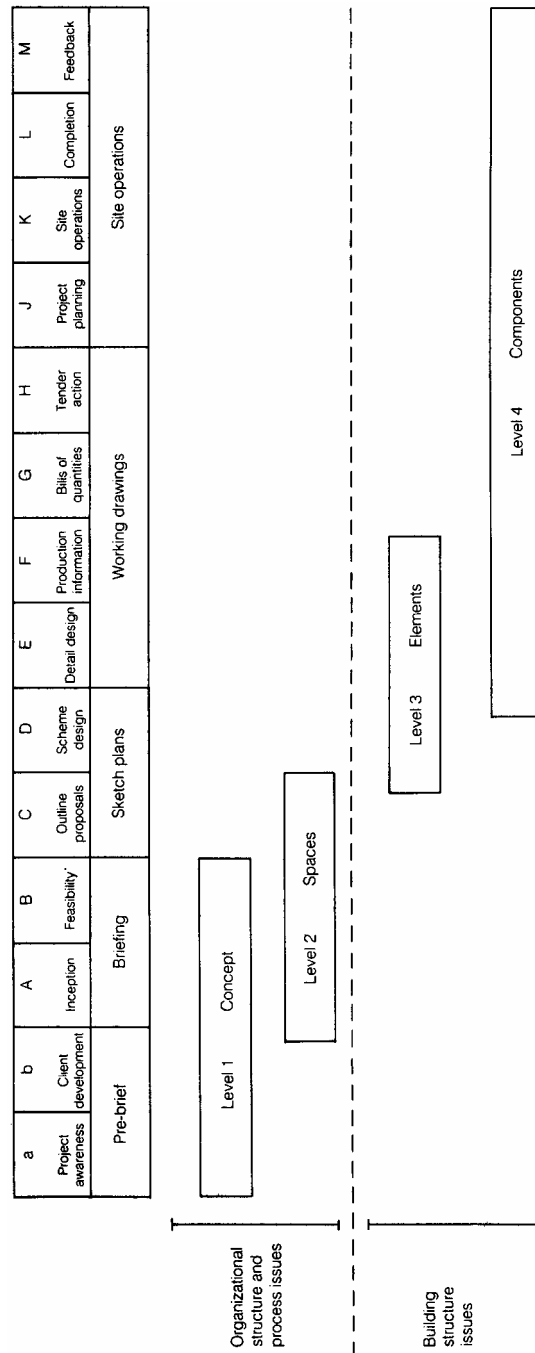 a
Project
awareness
b
Client
development
A
Inception
B
Feasibility
C
Outline
proposals
D
Scheme
design
E
Detail design
F
Production
information
G
Bills of
quantities
H
Tender
action
J
Project
planning
K
Site
operations
L
Completion
M
Feedback
Pre-brief
Briefing
Sketch plans
Working drawings
Site operations
Organizational
structure and
process issues
Level 1 Concept
Level 2 Spaces
Building
structure
issues
Level 3 Elements
Level 4 Components